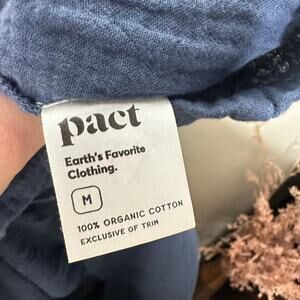 pact
Earth's Favorite
Clothing.
M
100% ORGANIC COTTON
EXCLUSIVE OF TRIM